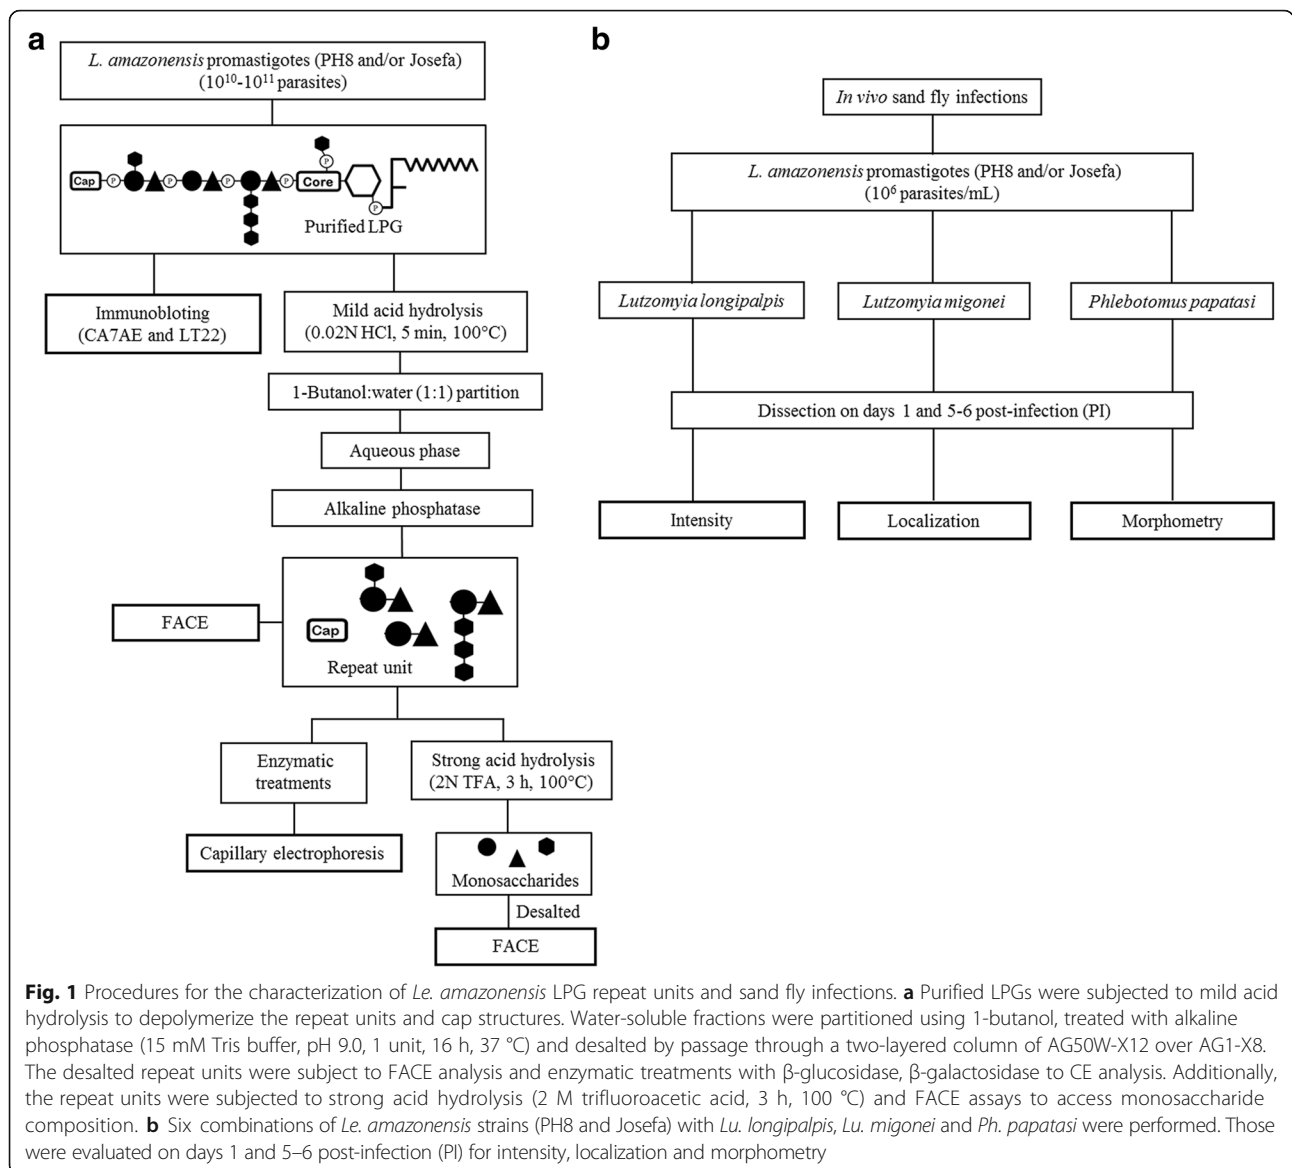 a
L. amazonensis promastigotes (PH8 and/or Josefa)
(10¹⁰-10¹¹ parasites)
P
Cap P P P P Core
P
Purified LPG
Immunobloting
(CA7AE and LT22)
Mild acid hydrolysis
(0.02N HCl, 5 min, 100°C)
1-Butanol:water (1:1) partition
Aqueous phase
Alkaline phosphatase
FACE
Cap
Repeat unit
Enzymatic
treatments
Strong acid hydrolysis
(2N TFA, 3 h, 100°C)
Capillary electrophoresis
Monosaccharides
Desalted
FACE
b
In vivo sand fly infections
L. amazonensis promastigotes (PH8 and/or Josefa)
(10⁶ parasites/mL)
Lutzomyia longipalpis
Lutzomyia migonei
Phlebotomus papatasi
Dissection on days 1 and 5-6 post-infection (PI)
Intensity
Localization
Morphometry
Fig. 1 Procedures for the characterization of Le. amazonensis LPG repeat units and sand fly infections. a Purified LPGs were subjected to mild acid
hydrolysis to depolymerize the repeat units and cap structures. Water-soluble fractions were partitioned using 1-butanol, treated with alkaline
phosphatase (15 mM Tris buffer, pH 9.0, 1 unit, 16 h, 37 °C) and desalted by passage through a two-layered column of AG50W-X12 over AG1-X8.
The desalted repeat units were subject to FACE analysis and enzymatic treatments with β-glucosidase, β-galactosidase to CE analysis. Additionally,
the repeat units were subjected to strong acid hydrolysis (2 M trifluoroacetic acid, 3 h, 100 °C) and FACE assays to access monosaccharide
composition. b Six combinations of Le. amazonensis strains (PH8 and Josefa) with Lu. longipalpis, Lu. migonei and Ph. papatasi were performed. Those
were evaluated on days 1 and 5–6 post-infection (PI) for intensity, localization and morphometry